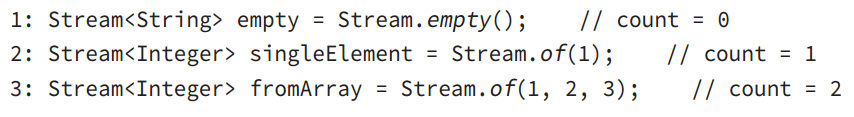 1: Stream<String> empty = Stream.empty();    // count = 0
2: Stream<Integer> singleElement = Stream.of(1);    // count = 1
3: Stream<Integer> fromArray = Stream.of(1, 2, 3);    // count = 2